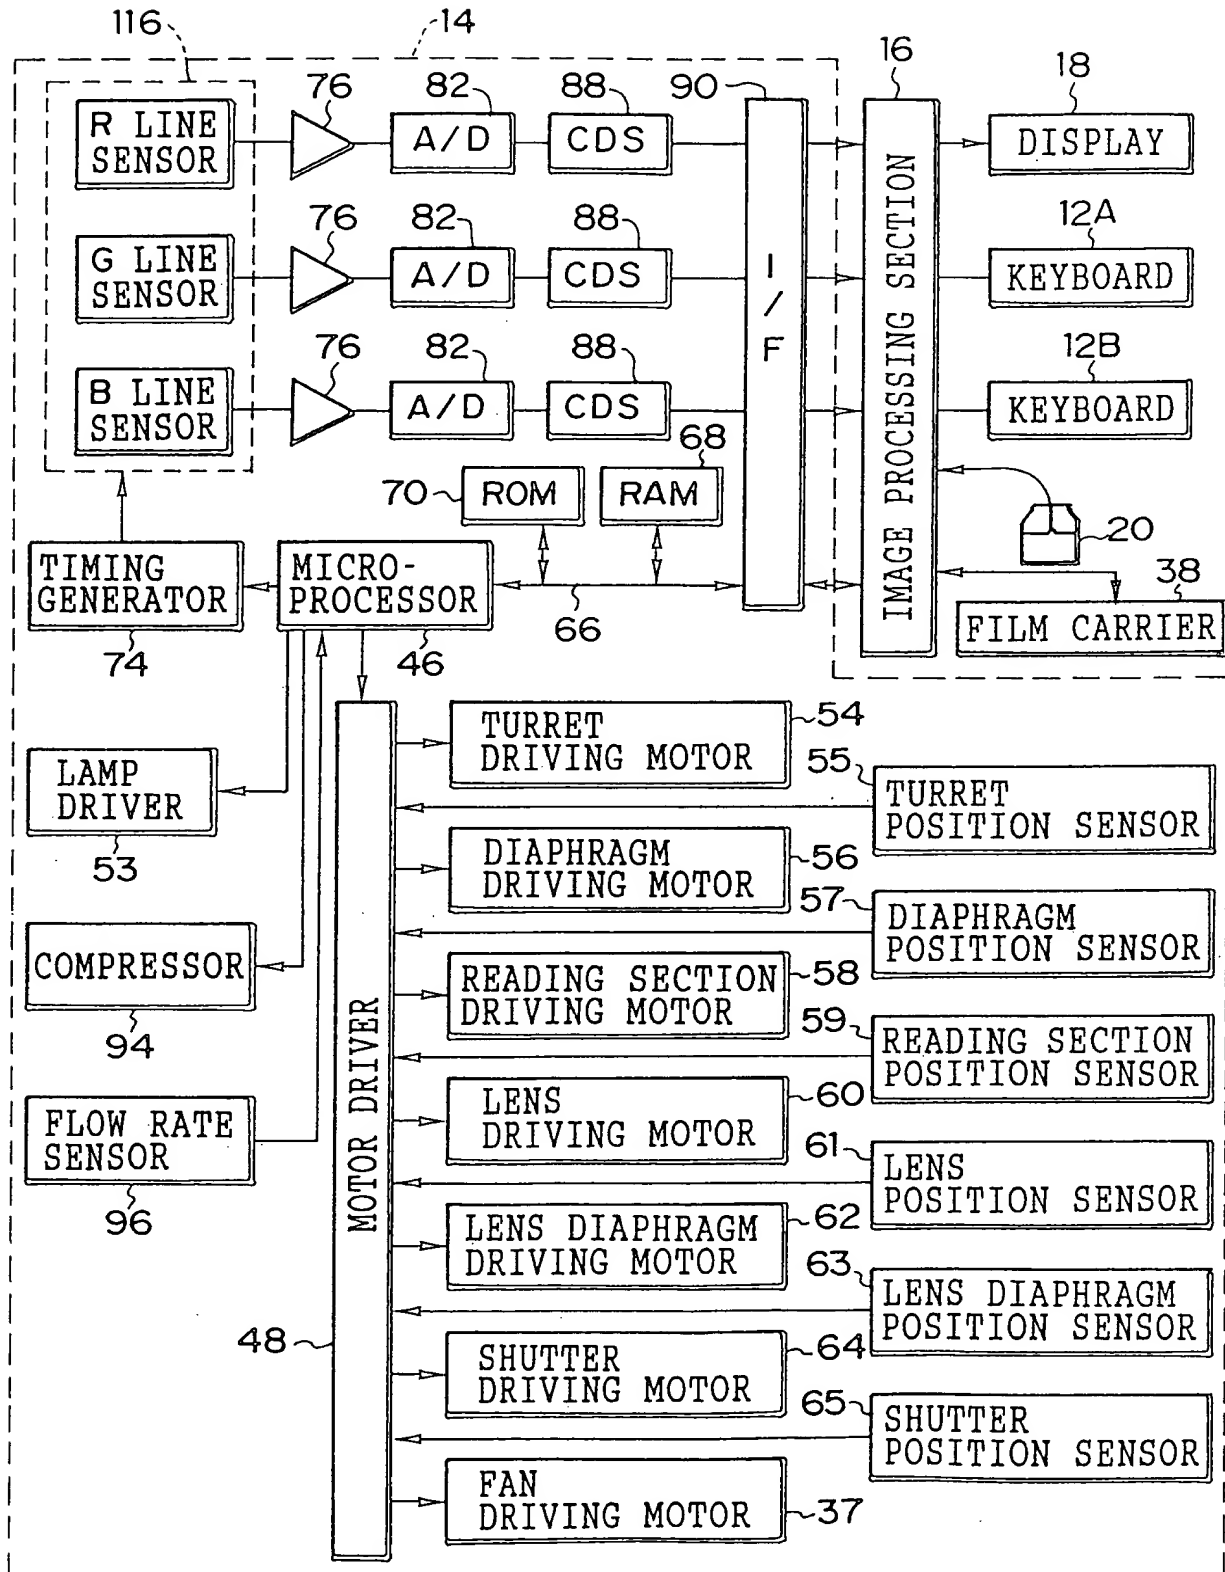 116
14
16
18
R LINE
SENSOR
76
82
A/D
88
CDS
90
DISPLAY
G LINE
SENSOR
76
82
A/D
88
CDS
12A
KEYBOARD
B LINE
SENSOR
76
82
A/D
88
CDS
12B
KEYBOARD
I/F
IMAGE PROCESSING SECTION
70
ROM
68
RAM
20
TIMING
GENERATOR
74
MICRO-
PROCESSOR
46
66
38
FILM CARRIER
LAMP
DRIVER
53
COMPRESSOR
94
FLOW RATE
SENSOR
96
MOTOR DRIVER
48
TURRET
DRIVING MOTOR
54
55
TURRET
POSITION SENSOR
DIAPHRAGM
DRIVING MOTOR
56
57
DIAPHRAGM
POSITION SENSOR
READING SECTION
DRIVING MOTOR
58
59
READING SECTION
POSITION SENSOR
LENS
DRIVING MOTOR
60
61
LENS
POSITION SENSOR
LENS DIAPHRAGM
DRIVING MOTOR
62
63
LENS DIAPHRAGM
POSITION SENSOR
SHUTTER
DRIVING MOTOR
64
65
SHUTTER
POSITION SENSOR
FAN
DRIVING MOTOR
37